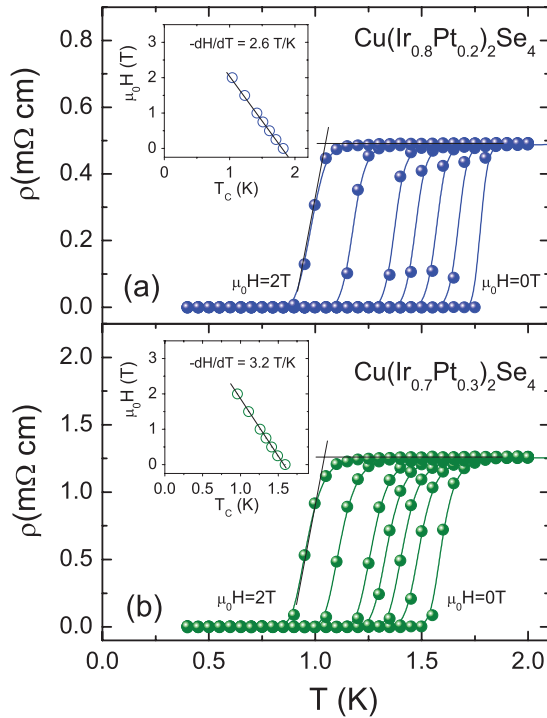 Cu(Ir0.8Pt0.2)2Se4
-dH/dT = 2.6 T/K
μ0H (T)
3
2
1
0
0
1
2
TC (K)
ρ(mΩ cm)
0.8
0.6
0.4
0.2
0.0
(a)
μ0H=2T
μ0H=0T
Cu(Ir0.7Pt0.3)2Se4
-dH/dT = 3.2 T/K
μ0H (T)
3
2
1
0
0.0 0.5 1.0 1.5
TC (K)
ρ(mΩ cm)
2.0
1.5
1.0
0.5
0.0
(b)
μ0H=2T
μ0H=0T
0.0 0.5 1.0 1.5 2.0
T (K)